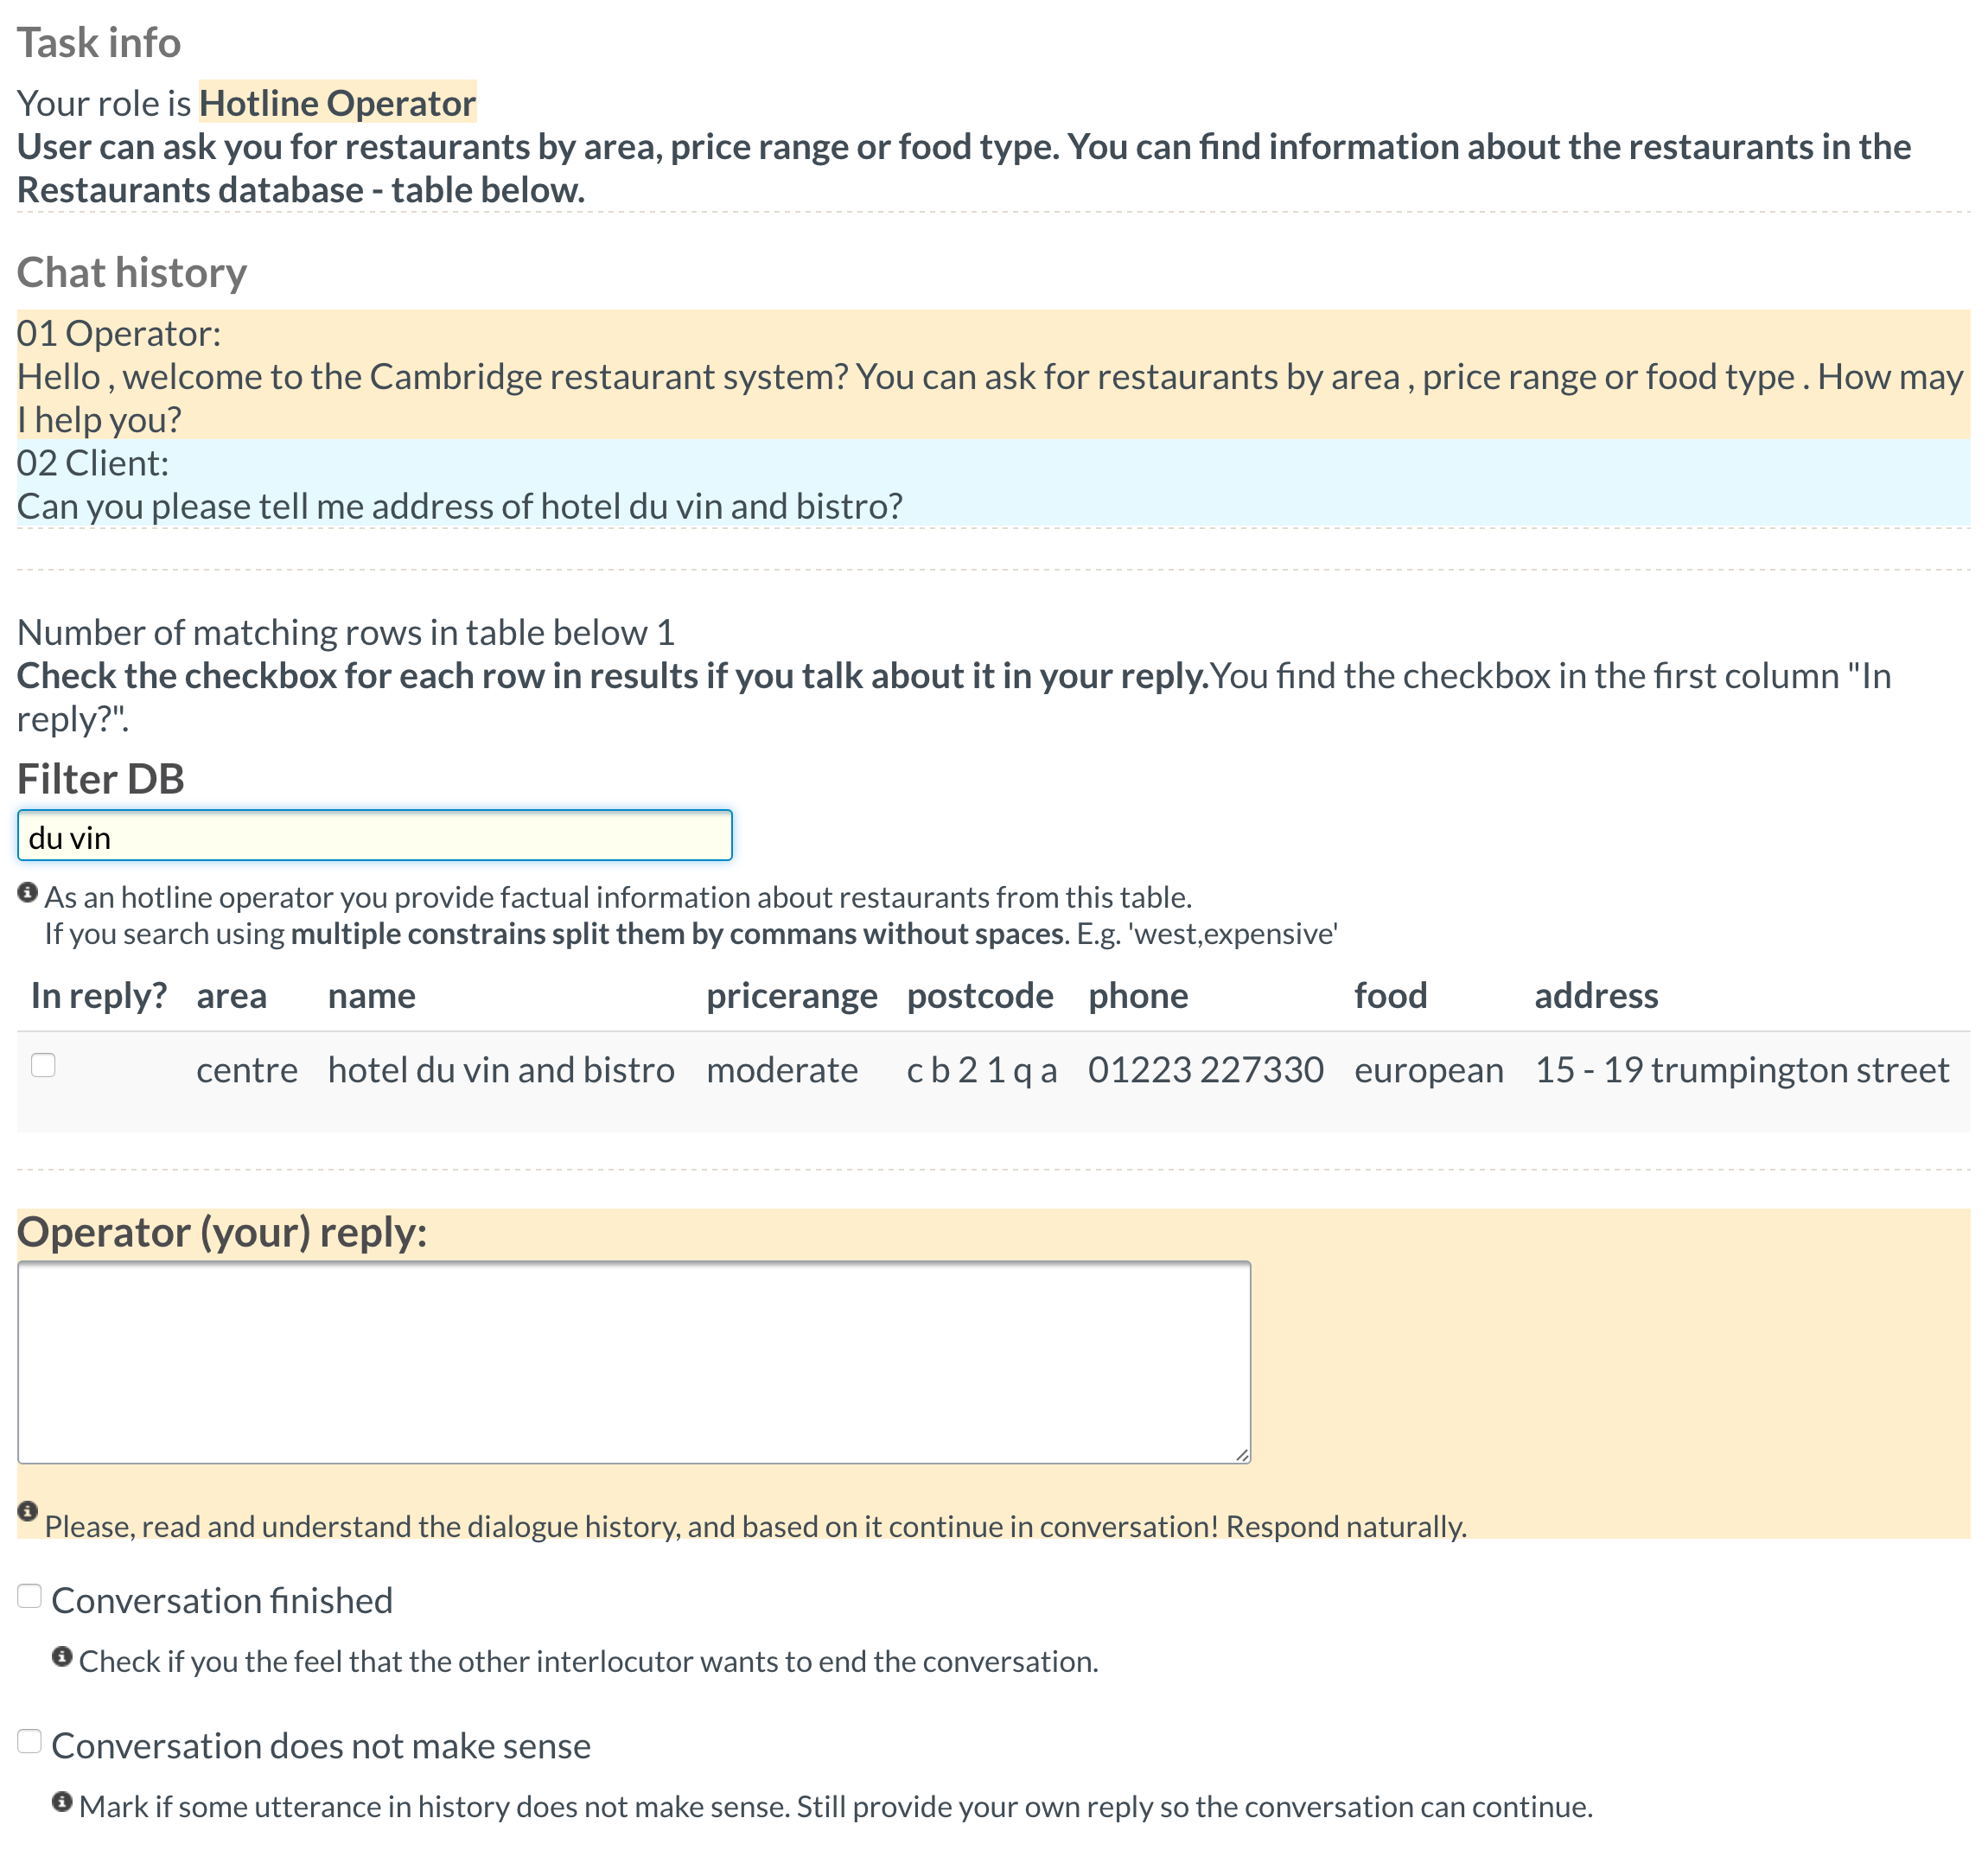 Task info
Your role is Hotline Operator
User can ask you for restaurants by area, price range or food type. You can find information about the restaurants in the
Restaurants database - table below.
Chat history
01 Operator:
Hello , welcome to the Cambridge restaurant system? You can ask for restaurants by area , price range or food type . How may
I help you?
02 Client:
Can you please tell me address of hotel du vin and bistro?
Number of matching rows in table below 1
Check the checkbox for each row in results if you talk about it in your reply.You find the checkbox in the first column "In
reply?".
Filter DB
du vin
As an hotline operator you provide factual information about restaurants from this table.
If you search using multiple constrains split them by commans without spaces. E.g. 'west,expensive'
In reply? area name pricerange postcode phone food address
centre hotel du vin and bistro moderate c b 2 1 q a 01223 227330 european 15 - 19 trumpington street
Operator (your) reply:
Please, read and understand the dialogue history, and based on it continue in conversation! Respond naturally.
Conversation finished
Check if you the feel that the other interlocutor wants to end the conversation.
Conversation does not make sense
Mark if some utterance in history does not make sense. Still provide your own reply so the conversation can continue.